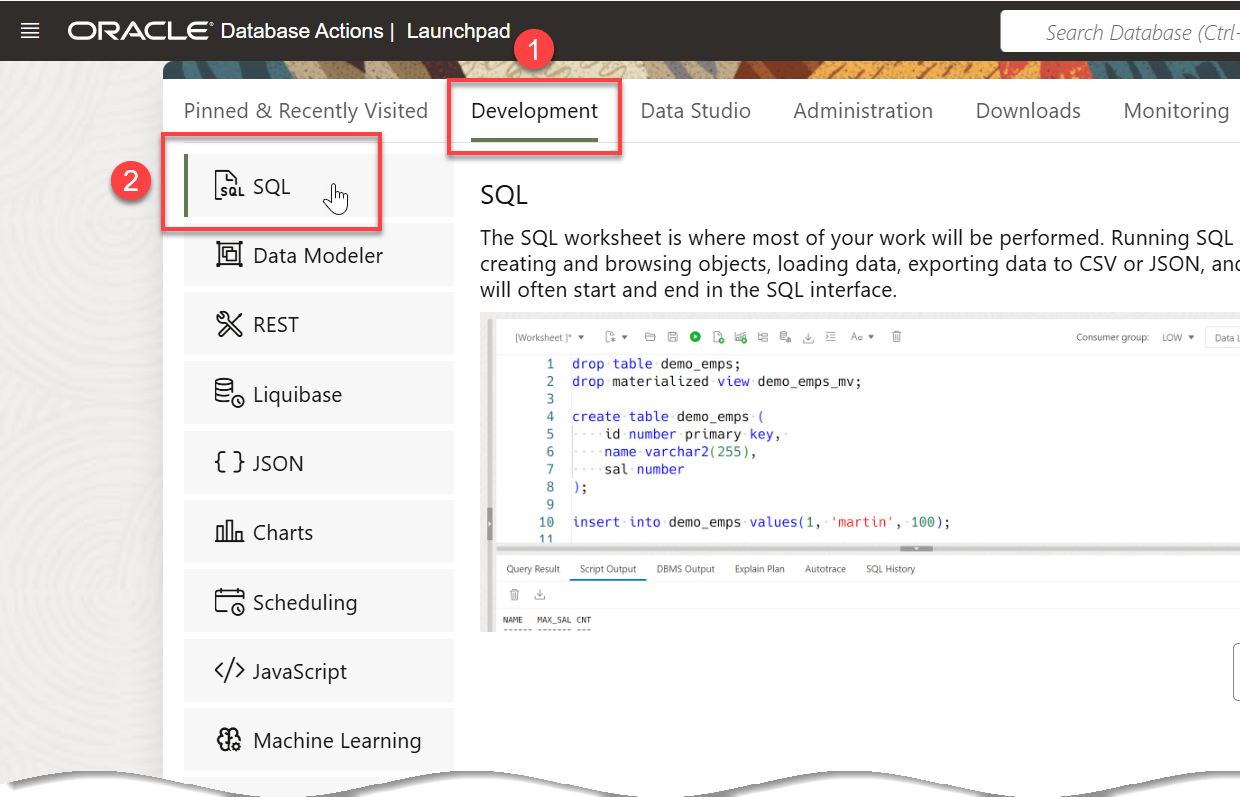 ORACLE Database Actions | Launchpad
Search Database (Ctrl-
1
Pinned & Recently Visited Development Data Studio Administration Downloads Monitoring
2
SQL
Data Modeler
REST
Liquibase
JSON
Charts
Scheduling
JavaScript
Machine Learning
SQL
The SQL worksheet is where most of your work will be performed. Running SQL
creating and browsing objects, loading data, exporting data to CSV or JSON, and
will often start and end in the SQL interface.
[Worksheet ]* Aa Consumer group: LOW Data L
1 drop table demo_emps;
2 drop materialized view demo_emps_mv;
3
4 create table demo_emps (
5 id number primary key,
6 name varchar2(255),
7 sal number
8 );
9
10 insert into demo_emps values(1, 'martin', 100);
11
Query Result Script Output DBMS Output Explain Plan Autotrace SQL History
NAME MAX_SAL CNT
------ ------- ---